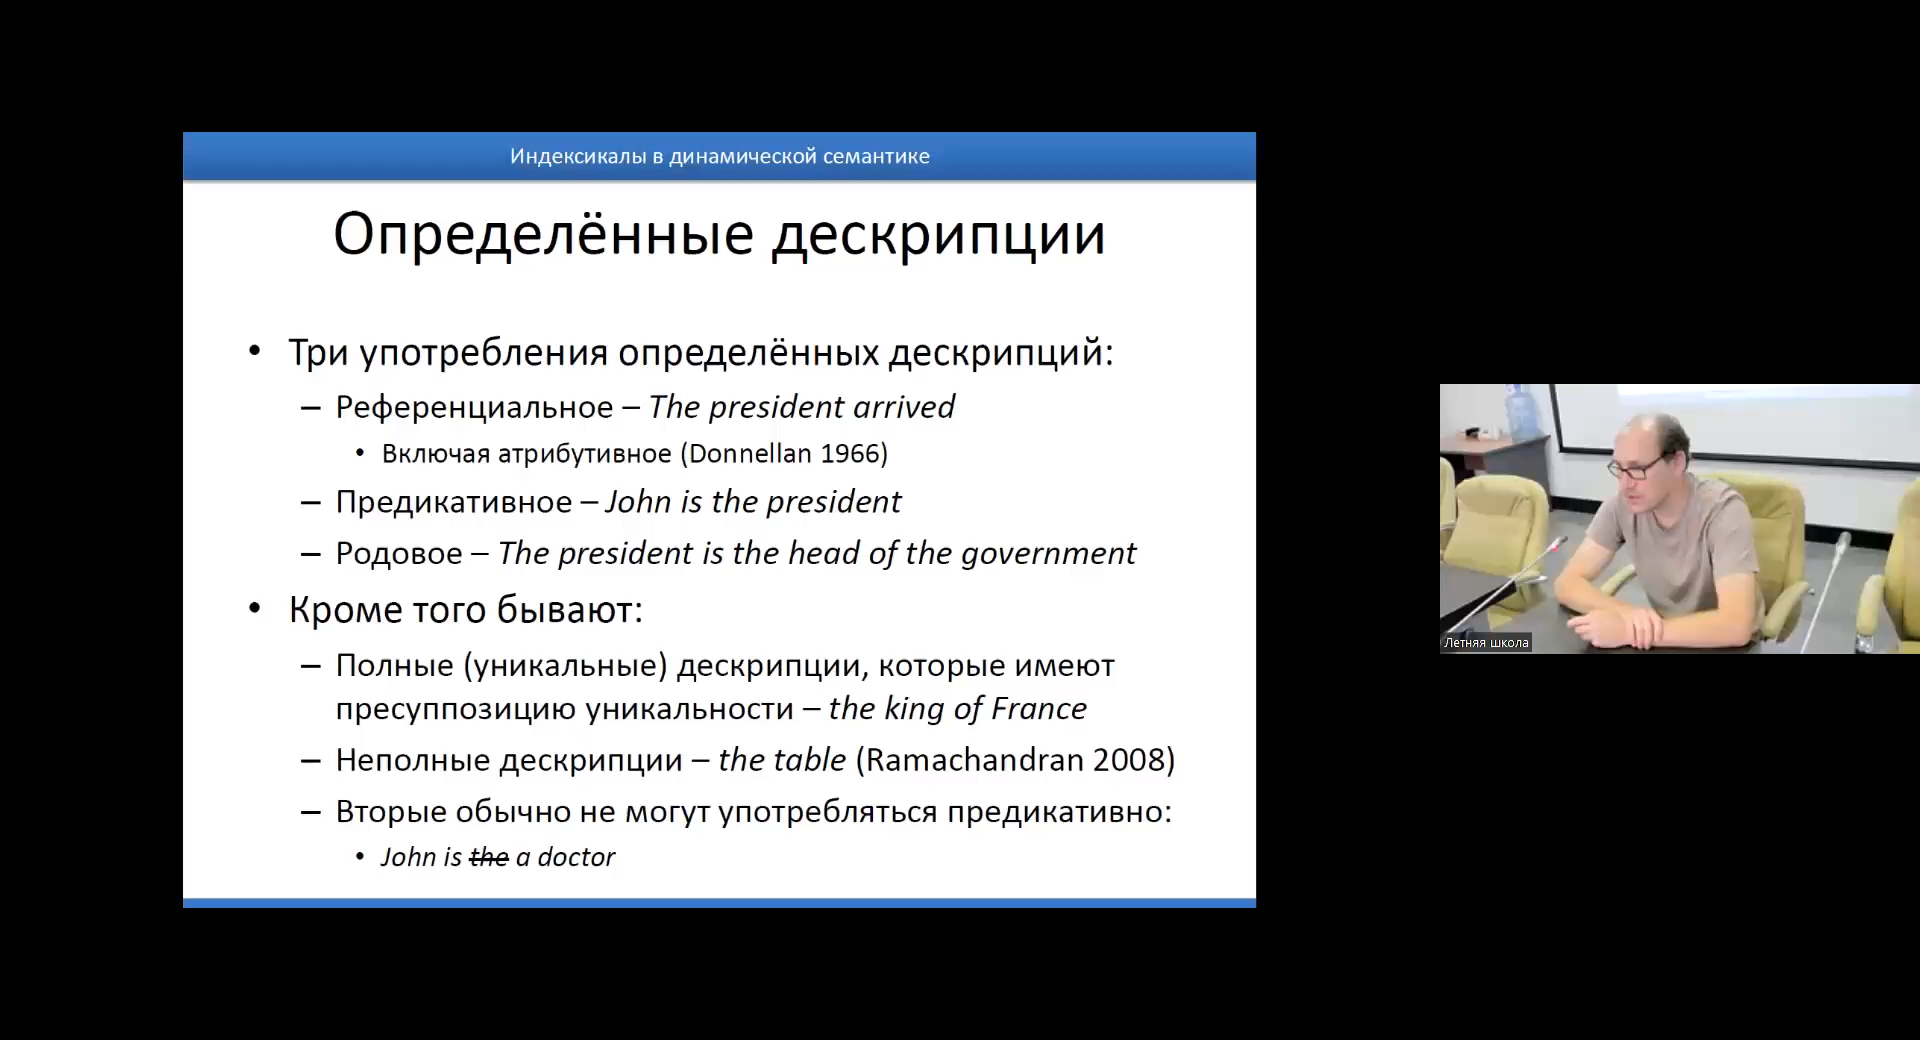 Индексикалы в динамической семантике
Определённые дескрипции
• Три употребления определённых дескрипций:
– Референциальное – The president arrived
• Включая атрибутивное (Donnellan 1966)
– Предикативное – John is the president
– Родовое – The president is the head of the government
• Кроме того бывают:
– Полные (уникальные) дескрипции, которые имеют
пресуппозицию уникальности – the king of France
– Неполные дескрипции – the table (Ramachandran 2008)
– Вторые обычно не могут употребляться предикативно:
• John is the a doctor
Летняя школа